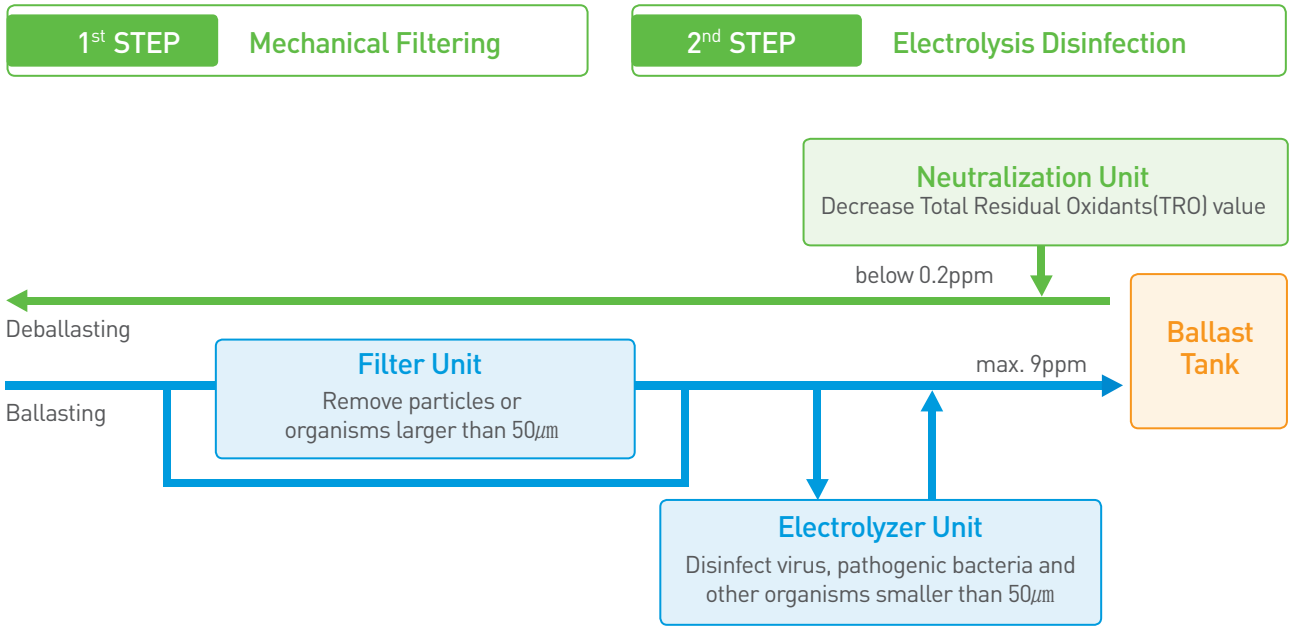 1st STEP Mechanical Filtering
2nd STEP Electrolysis Disinfection
Neutralization Unit
Decrease Total Residual Oxidants(TRO) value
below 0.2ppm
Deballasting
Ballast
Tank
Filter Unit
Remove particles or
organisms larger than 50㎛
max. 9ppm
Ballasting
Electrolyzer Unit
Disinfect virus, pathogenic bacteria and
other organisms smaller than 50㎛